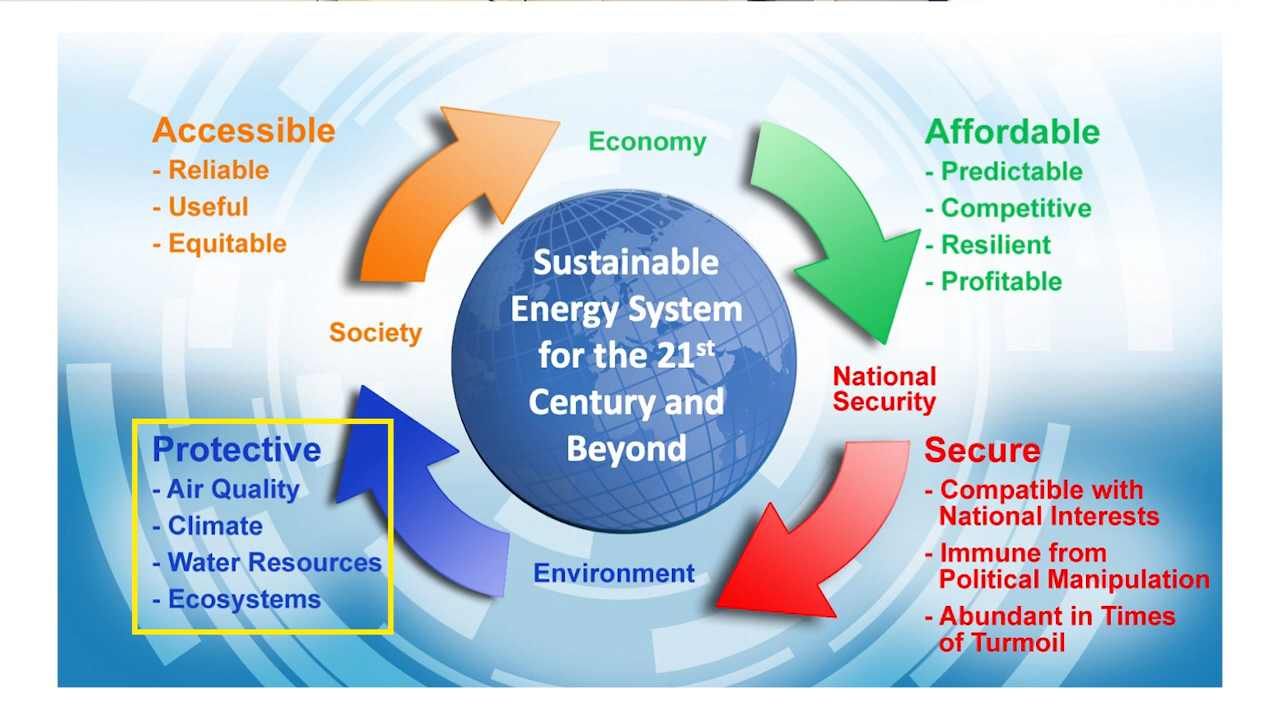 Accessible
- Reliable
- Useful
- Equitable
Economy
Affordable
- Predictable
- Competitive
- Resilient
- Profitable
Society
Sustainable
Energy System
for the 21st
Century and
Beyond
National
Security
Protective
- Air Quality
- Climate
- Water Resources
- Ecosystems
Environment
Secure
- Compatible with
National Interests
- Immune from
Political Manipulation
- Abundant in Times
of Turmoil